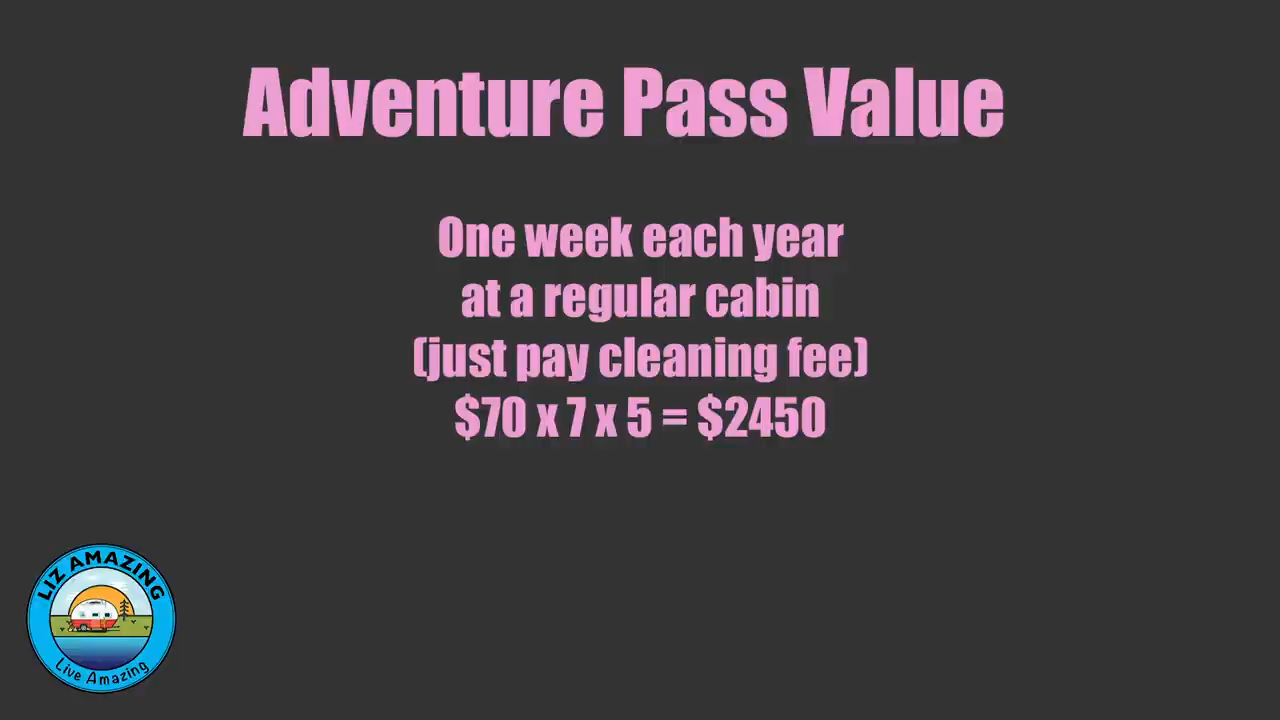 Adventure Pass Value
One week each year
at a regular cabin
(just pay cleaning fee)
$70 x 7 x 5 = $2450
LIZ AMAZING
Live Amazing